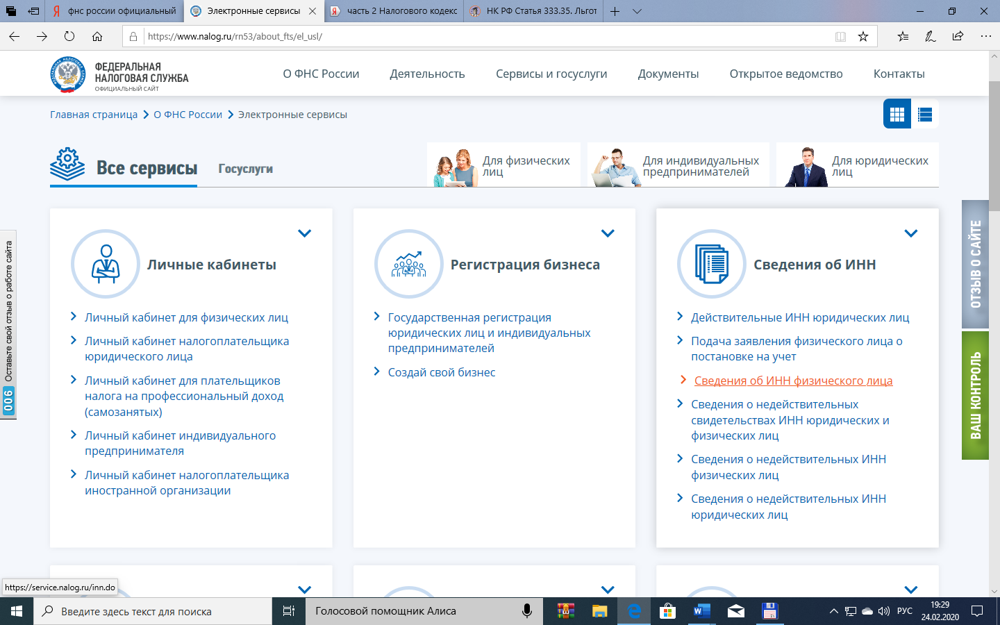 фнс россии официальный
Электронные сервисы
часть 2 Налогового кодекс
НК РФ Статья 333.35. Льгот
https://www.nalog.ru/rn53/about_fts/el_usl/
ФЕДЕРАЛЬНАЯ
НАЛОГОВАЯ СЛУЖБА
ОФИЦИАЛЬНЫЙ САЙТ
О ФНС России
Деятельность
Сервисы и госуслуги
Документы
Открытое ведомство
Контакты
Главная страница
О ФНС России
Электронные сервисы
Все сервисы
Госуслуги
Для физических
лиц
Для индивидуальных
предпринимателей
Для юридических
лиц
Личные кабинеты
Личный кабинет для физических лиц
Личный кабинет налогоплательщика
юридического лица
Личный кабинет для плательщиков
налога на профессиональный доход
(самозанятых)
Личный кабинет индивидуального
предпринимателя
Личный кабинет налогоплательщика
иностранной организации
Регистрация бизнеса
Государственная регистрация
юридических лиц и индивидуальных
предпринимателей
Создай свой бизнес
Сведения об ИНН
Действительные ИНН юридических лиц
Подача заявления физического лица о
постановке на учет
Сведения об ИНН физического лица
Сведения о недействительных
свидетельствах ИНН юридических и
физических лиц
Сведения о недействительных ИНН
физических лиц
Сведения о недействительных ИНН
юридических лиц
Оставьте свой отзыв о работе сайта
900
ОТЗЫВ О САЙТЕ
ВАШ КОНТРОЛЬ
https://service.nalog.ru/inn.do
Введите здесь текст для поиска
Голосовой помощник Алиса
РУС
19:29
24.02.2020